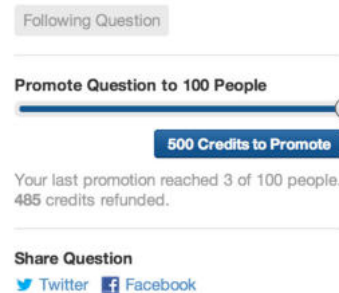 Following Question
Promote Question to 100 People
500 Credits to Promote
Your last promotion reached 3 of 100 people.
485 credits refunded.
Share Question
Twitter Facebook